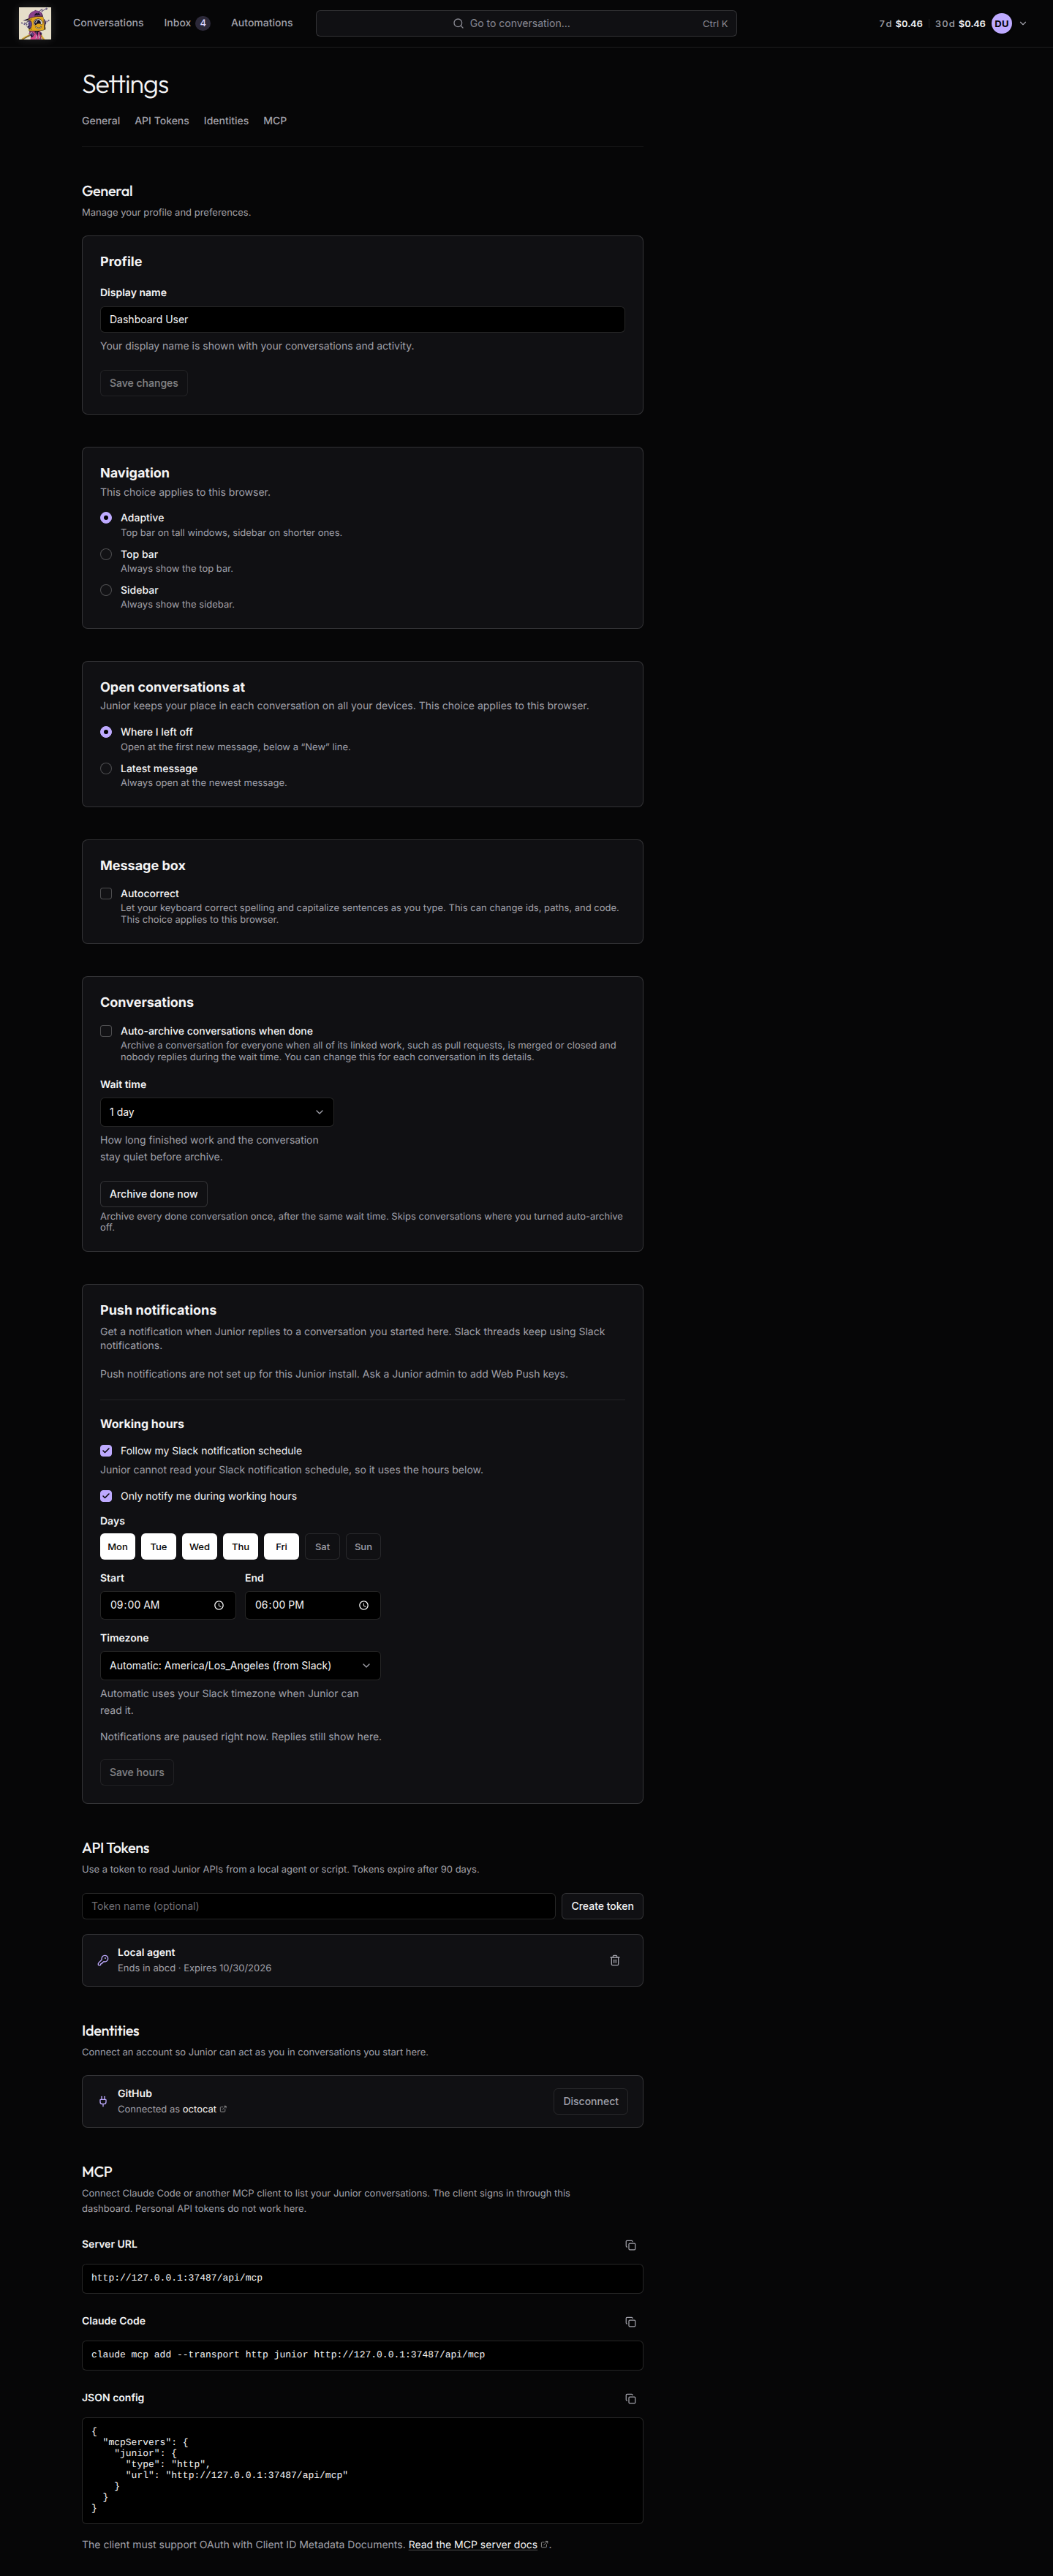 Conversations Inbox 4 Automations Go to conversation... Ctrl K 7d $0.46 30d $0.46 DU
Settings
General API Tokens Identities MCP
General
Manage your profile and preferences.
Profile
Display name
Dashboard User
Your display name is shown with your conversations and activity.
Save changes
Navigation
This choice applies to this browser.
Adaptive
Top bar on tall windows, sidebar on shorter ones.
Top bar
Always show the top bar.
Sidebar
Always show the sidebar.
Open conversations at
Junior keeps your place in each conversation on all your devices. This choice applies to this browser.
Where I left off
Open at the first new message, below a “New” line.
Latest message
Always open at the newest message.
Message box
Autocorrect
Let your keyboard correct spelling and capitalize sentences as you type. This can change ids, paths, and code.
This choice applies to this browser.
Conversations
Auto-archive conversations when done
Archive a conversation for everyone when all of its linked work, such as pull requests, is merged or closed and
nobody replies during the wait time. You can change this for each conversation in its details.
Wait time
1 day
How long finished work and the conversation
stay quiet before archive.
Archive done now
Archive every done conversation once, after the same wait time. Skips conversations where you turned auto-archive
off.
Push notifications
Get a notification when Junior replies to a conversation you started here. Slack threads keep using Slack
notifications.
Push notifications are not set up for this Junior install. Ask a Junior admin to add Web Push keys.
Working hours
Follow my Slack notification schedule
Junior cannot read your Slack notification schedule, so it uses the hours below.
Only notify me during working hours
Days
Mon Tue Wed Thu Fri Sat Sun
Start End
09:00 AM 06:00 PM
Timezone
Automatic: America/Los_Angeles (from Slack)
Automatic uses your Slack timezone when Junior can
read it.
Notifications are paused right now. Replies still show here.
Save hours
API Tokens
Use a token to read Junior APIs from a local agent or script. Tokens expire after 90 days.
Token name (optional) Create token
Local agent
Ends in abcd · Expires 10/30/2026
Identities
Connect an account so Junior can act as you in conversations you start here.
GitHub
Connected as octocat
Disconnect
MCP
Connect Claude Code or another MCP client to list your Junior conversations. The client signs in through this
dashboard. Personal API tokens do not work here.
Server URL
http://127.0.0.1:37487/api/mcp
Claude Code
claude mcp add --transport http junior http://127.0.0.1:37487/api/mcp
JSON config
{
  "mcpServers": {
    "junior": {
      "type": "http",
      "url": "http://127.0.0.1:37487/api/mcp"
    }
  }
}
The client must support OAuth with Client ID Metadata Documents. Read the MCP server docs.